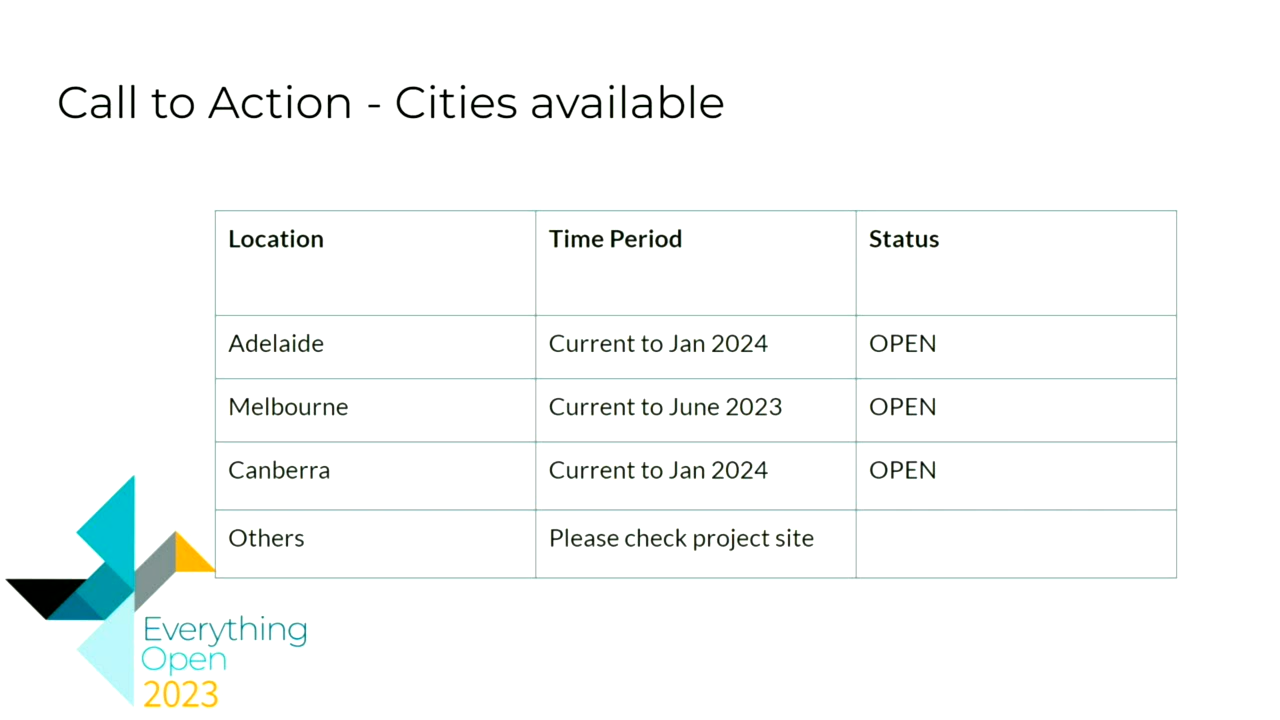 Call to Action - Cities available
Location Time Period Status
Adelaide Current to Jan 2024 OPEN
Melbourne Current to June 2023 OPEN
Canberra Current to Jan 2024 OPEN
Others Please check project site
Everything
Open
2023